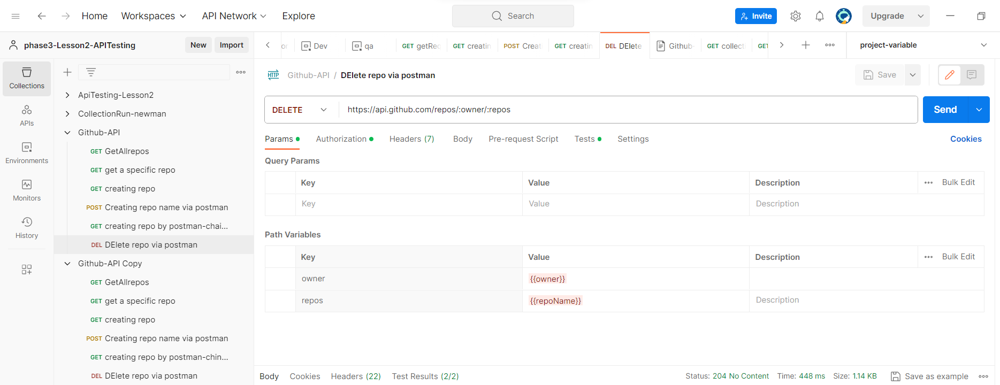 Home Workspaces API Network Explore Search Invite Upgrade
phase3-Lesson2-APITesting New Import
Dev qa GET getRec GET creatin POST Creat GET creatin DEL DElete Github- GET collect GET project-variable
Collections
APIs
Environments
Monitors
History
ApiTesting-Lesson2
CollectionRun-newman
Github-API
GET GetAllrepos
GET get a specific repo
GET creating repo
POST Creating repo name via postman
GET creating repo by postman-chai...
DEL DElete repo via postman
Github-API Copy
GET GetAllrepos
GET get a specific repo
GET creating repo
POST Creating repo name via postman
GET creating repo by postman-chin...
DEL DElete repo via postman
HTTP Github-API / DElete repo via postman Save
DELETE https://api.github.com/repos/:owner/:repos Send
Params Authorization Headers (7) Body Pre-request Script Tests Settings Cookies
Query Params
Key Value Description Bulk Edit
Key Value Description
Path Variables
Key Value Description Bulk Edit
owner {{owner}}
repos {{repoName}} Description
Body Cookies Headers (22) Test Results (2/2) Status: 204 No Content Time: 448 ms Size: 1.14 KB Save as example